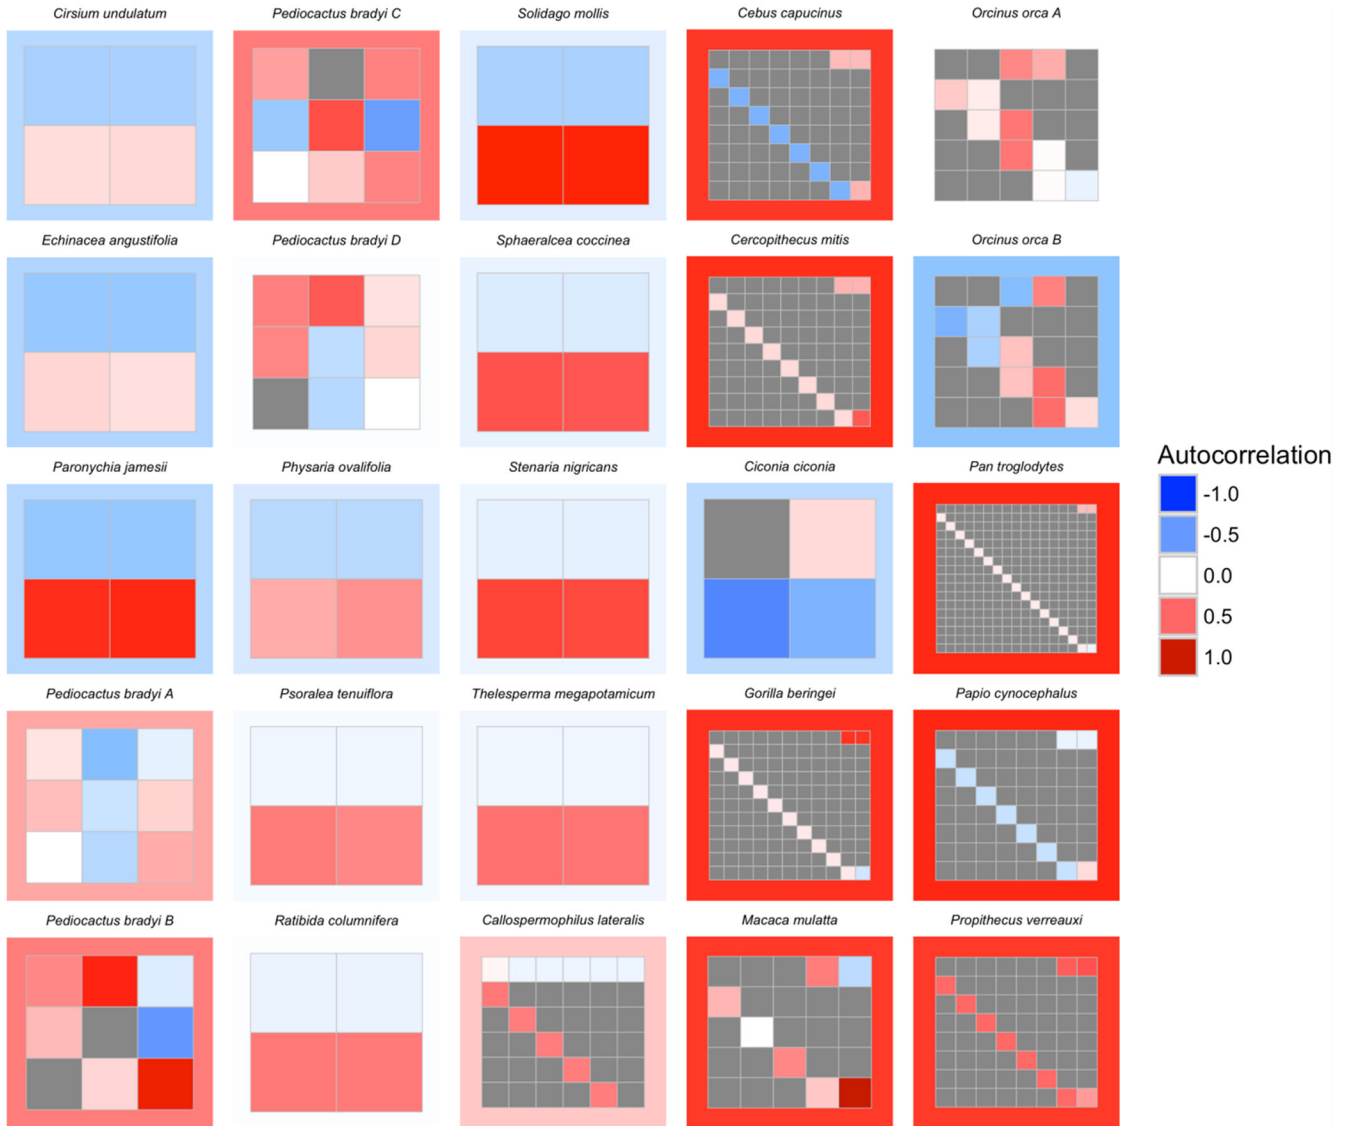 Cirsium undulatum
Pediocactus bradyi C
Solidago mollis
Cebus capucinus
Orcinus orca A
Echinacea angustifolia
Pediocactus bradyi D
Sphaeralcea coccinea
Cercopithecus mitis
Orcinus orca B
Paronychia jamesii
Physaria ovalifolia
Stenaria nigricans
Ciconia ciconia
Pan troglodytes
Autocorrelation
-1.0
-0.5
0.0
0.5
1.0
Pediocactus bradyi A
Psoralea tenuiflora
Thelesperma megapotamicum
Gorilla beringei
Papio cynocephalus
Pediocactus bradyi B
Ratibida columnifera
Callospermophilus lateralis
Macaca mulatta
Propithecus verreauxi